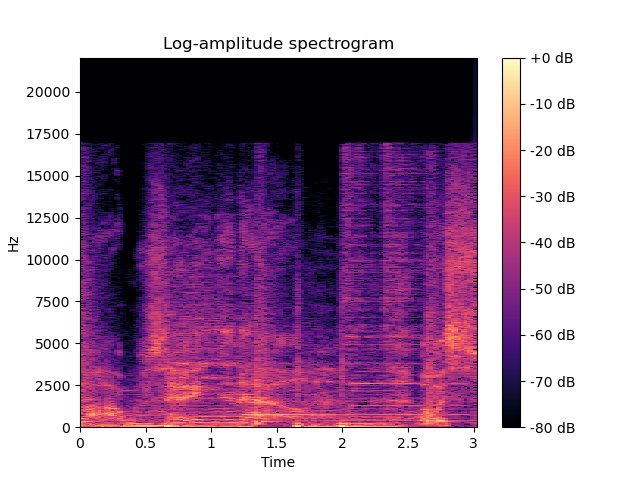 Log-amplitude spectrogram
Hz
20000
17500
15000
12500
10000
7500
5000
2500
0
0 0.5 1 1.5 2 2.5 3
Time
+0 dB
-10 dB
-20 dB
-30 dB
-40 dB
-50 dB
-60 dB
-70 dB
-80 dB